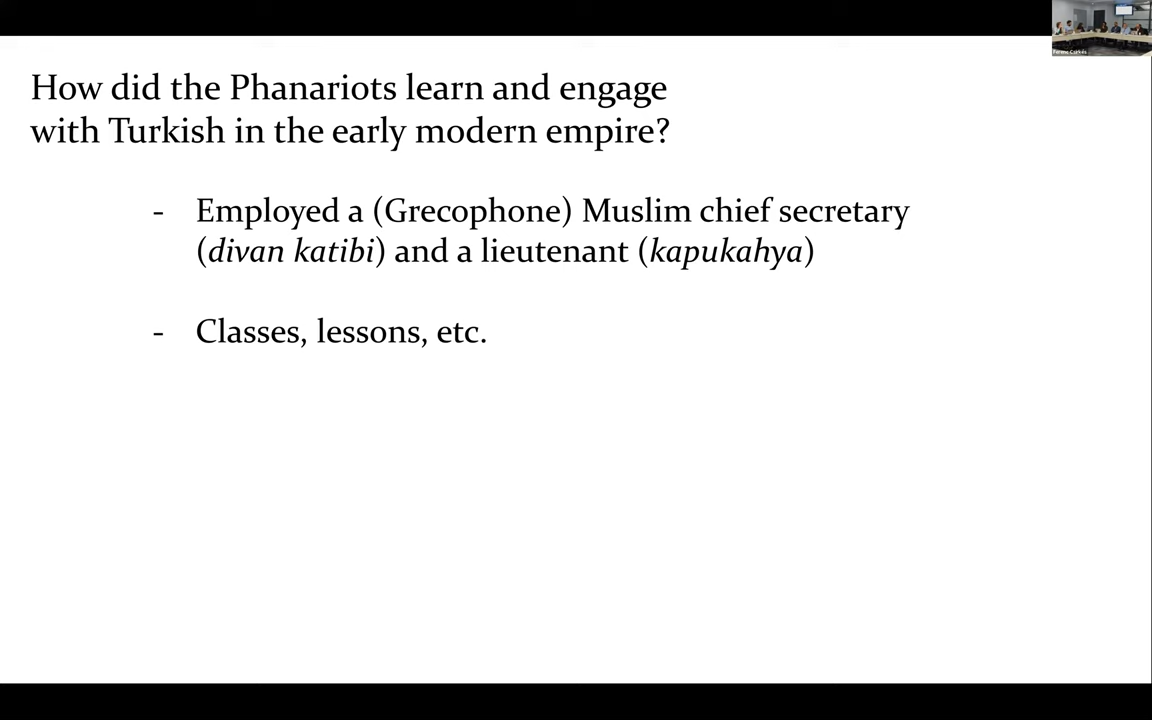 How did the Phanariots learn and engage
with Turkish in the early modern empire?
- Employed a (Grecophone) Muslim chief secretary
(divan katibi) and a lieutenant (kapukahya)
- Classes, lessons, etc.